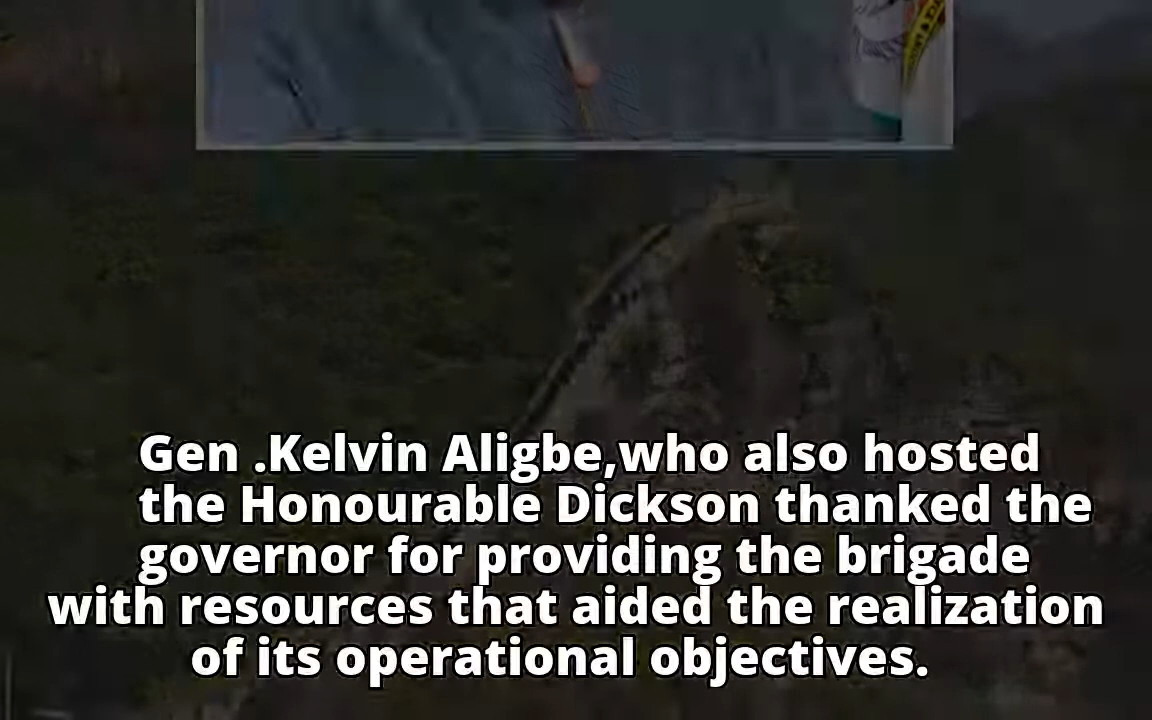 Gen .Kelvin Aligbe,who also hosted
the Honourable Dickson thanked the
governor for providing the brigade
with resources that aided the realization
of its operational objectives.